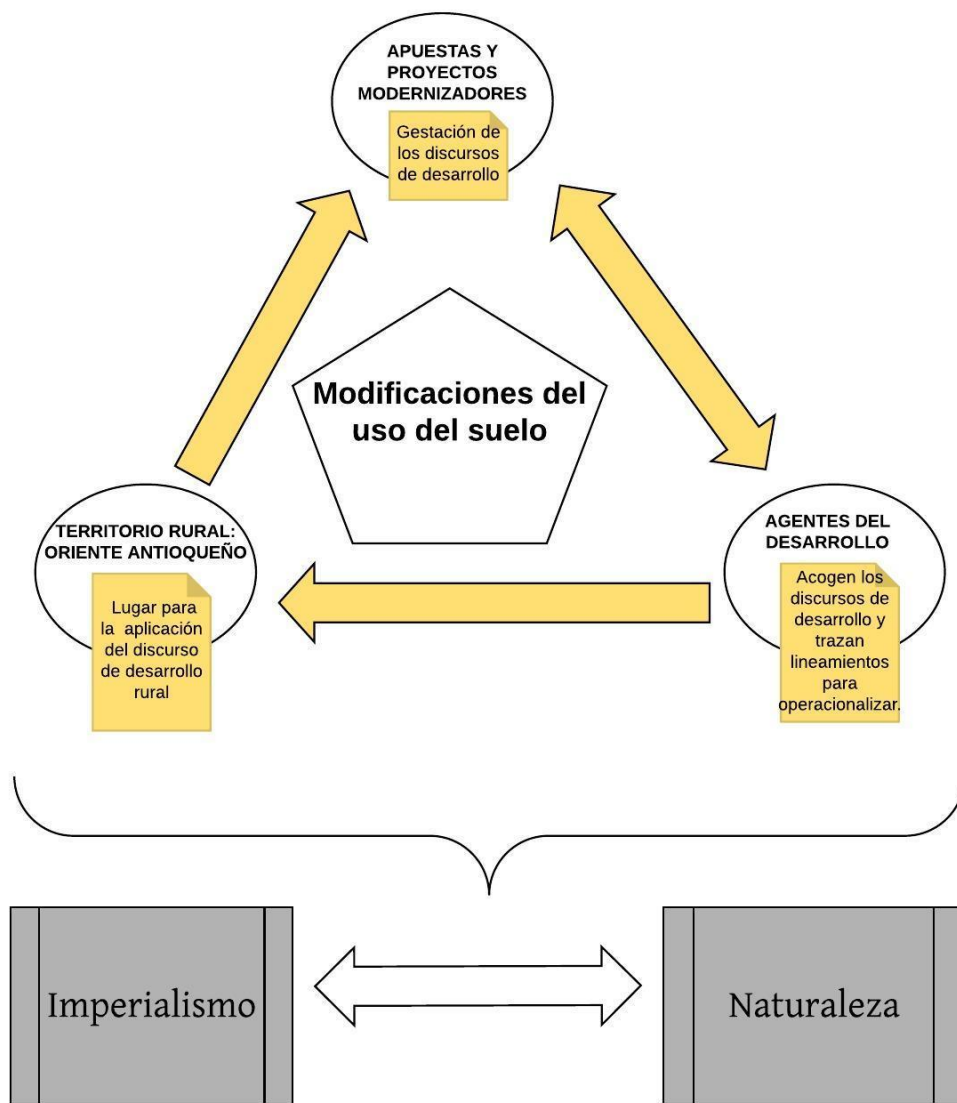 APUESTAS Y
PROYECTOS
MODERNIZADORES
Gestación de
los discursos
de desarrollo
Modificaciones del
uso del suelo
TERRITORIO RURAL:
ORIENTE ANTIOQUEÑO
Lugar para
la aplicación
del discurso
de desarrollo
rural
AGENTES DEL
DESARROLLO
Acogen los
discursos de
desarrollo y
trazan
lineamientos
para
operacionalizar.
Imperialismo
Naturaleza